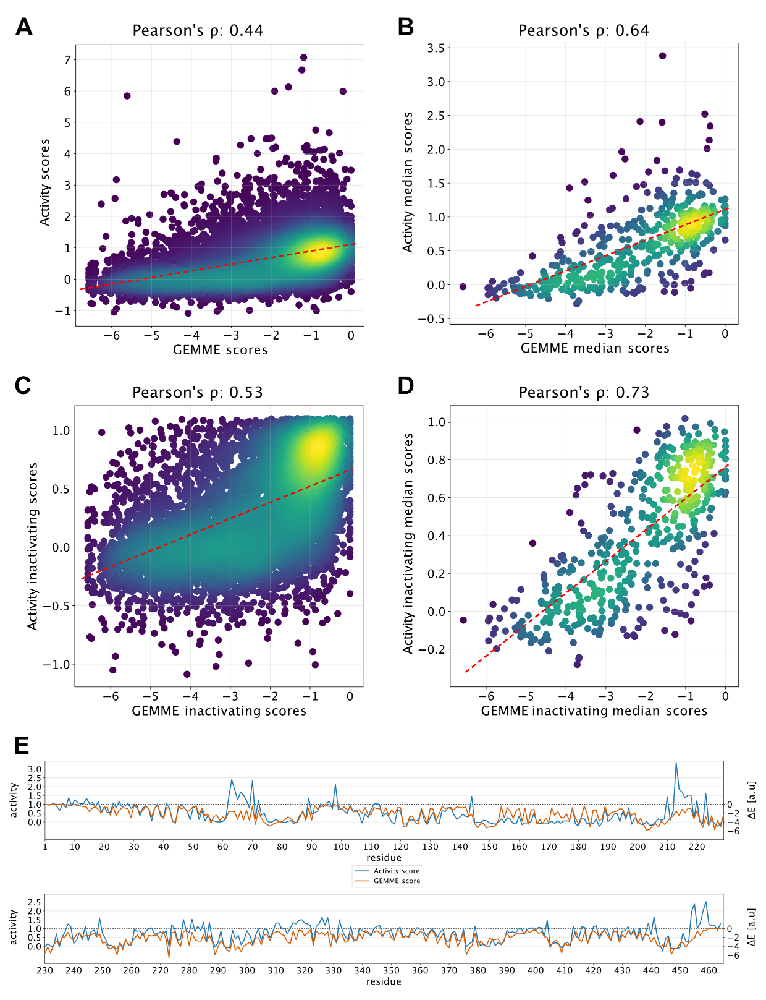 A
Pearson's ρ: 0.44
7
6
5
4
3
2
1
0
−1
Activity scores
−6 −5 −4 −3 −2 −1 0
GEMME scores
B
Pearson's ρ: 0.64
3.5
3.0
2.5
2.0
1.5
1.0
0.5
0.0
−0.5
Activity median scores
−6 −5 −4 −3 −2 −1 0
GEMME median scores
C
Pearson's ρ: 0.53
1.0
0.5
0.0
−0.5
−1.0
Activity inactivating scores
−6 −5 −4 −3 −2 −1 0
GEMME inactivating scores
D
Pearson's ρ: 0.73
1.0
0.8
0.6
0.4
0.2
0.0
−0.2
Activity inactivating median scores
−6 −5 −4 −3 −2 −1 0
GEMME inactivating median scores
E
3.0
2.5
2.0
1.5
1.0
0.5
0.0
activity
0
−2
−4
−6
ΔE [a.u]
1 10 20 30 40 50 60 70 80 90 100 110 120 130 140 150 160 170 180 190 200 210 220
residue
Activity score
GEMME score
2.5
2.0
1.5
1.0
0.5
0.0
activity
0
−2
−4
−6
ΔE [a.u]
230 240 250 260 270 280 290 300 310 320 330 340 350 360 370 380 390 400 410 420 430 440 450 460
residue